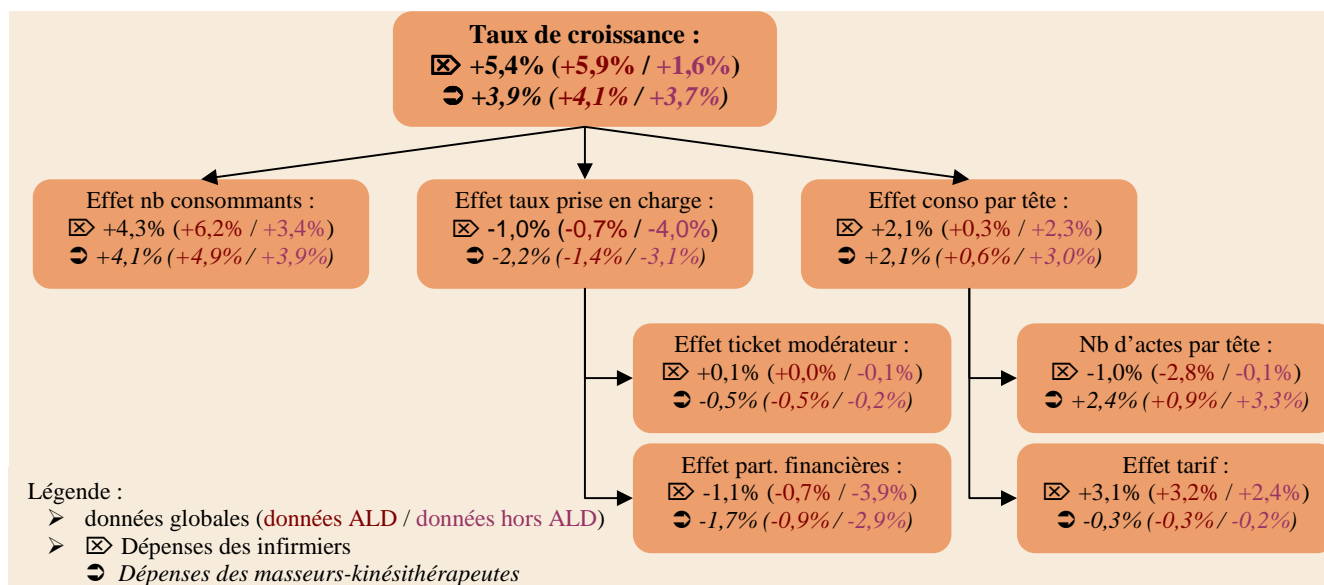 Taux de croissance :
⌦ +5,4% (+5,9% / +1,6%)
➲ +3,9% (+4,1% / +3,7%)
Effet nb consommants :
⌦ +4,3% (+6,2% / +3,4%)
➲ +4,1% (+4,9% / +3,9%)
Effet taux prise en charge :
⌦ -1,0% (-0,7% / -4,0%)
➲ -2,2% (-1,4% / -3,1%)
Effet conso par tête :
⌦ +2,1% (+0,3% / +2,3%)
➲ +2,1% (+0,6% / +3,0%)
Effet ticket modérateur :
⌦ +0,1% (+0,0% / -0,1%)
➲ -0,5% (-0,5% / -0,2%)
Nb d'actes par tête :
⌦ -1,0% (-2,8% / -0,1%)
➲ +2,4% (+0,9% / +3,3%)
Effet part. financières :
⌦ -1,1% (-0,7% / -3,9%)
➲ -1,7% (-0,9% / -2,9%)
Effet tarif :
⌦ +3,1% (+3,2% / +2,4%)
➲ -0,3% (-0,3% / -0,2%)
Légende :
➢ données globales (données ALD / données hors ALD)
➢ ⌦ Dépenses des infirmiers
➲ Dépenses des masseurs-kinésithérapeutes